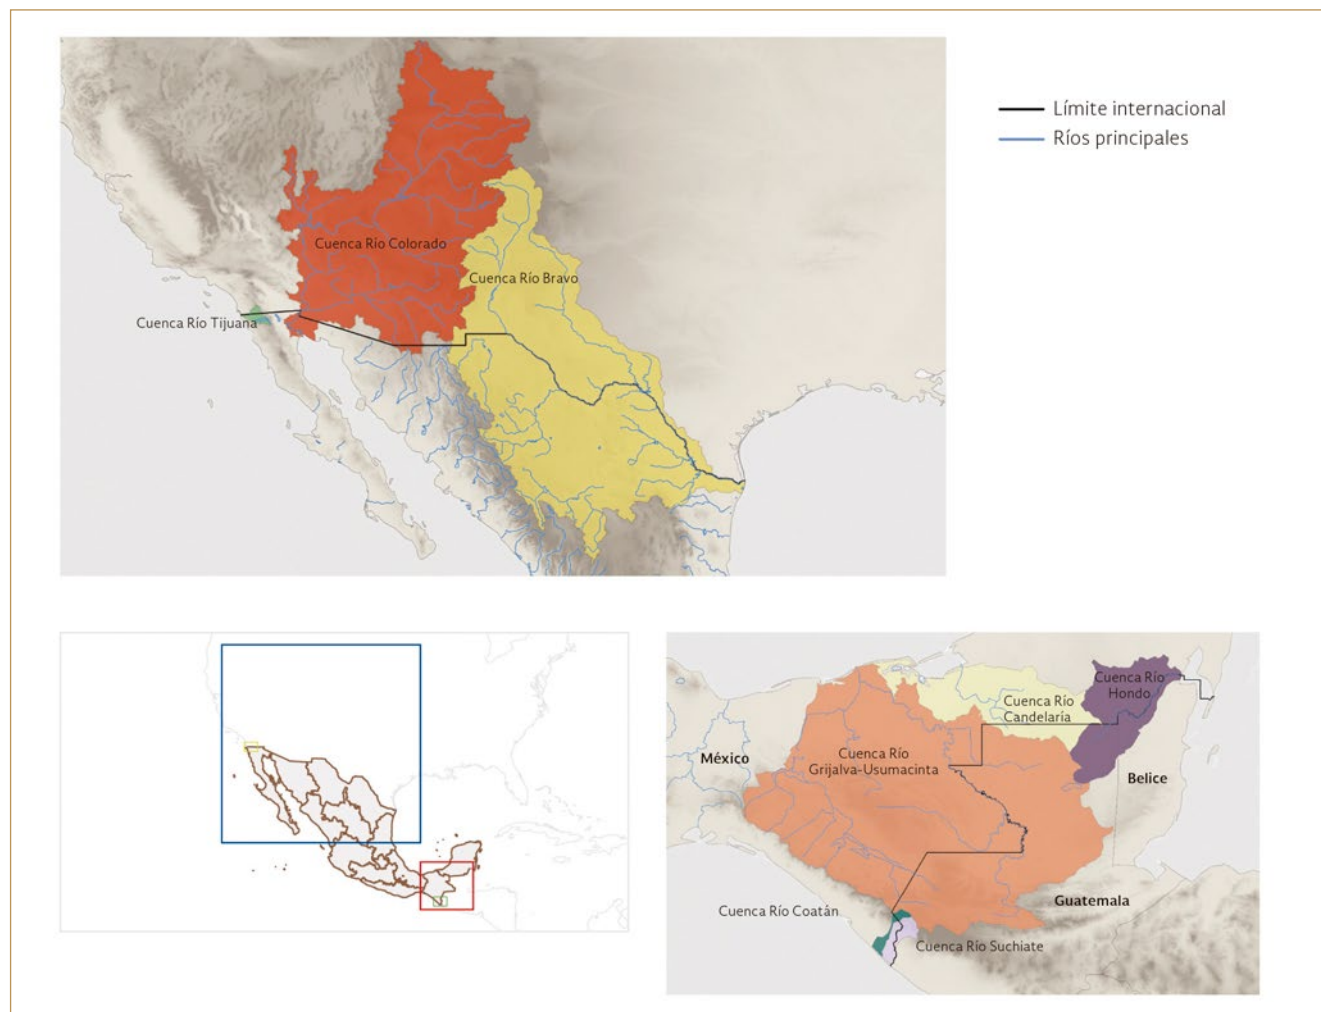 Límite internacional
Ríos principales
Cuenca Río Colorado
Cuenca Río Bravo
Cuenca Río Tijuana
Cuenca Río
Hondo
Cuenca Río
Candelaría
Cuenca Río
Grijalva-Usumacinta
México
Belice
Guatemala
Cuenca Río Coatán
Cuenca Río Suchiate